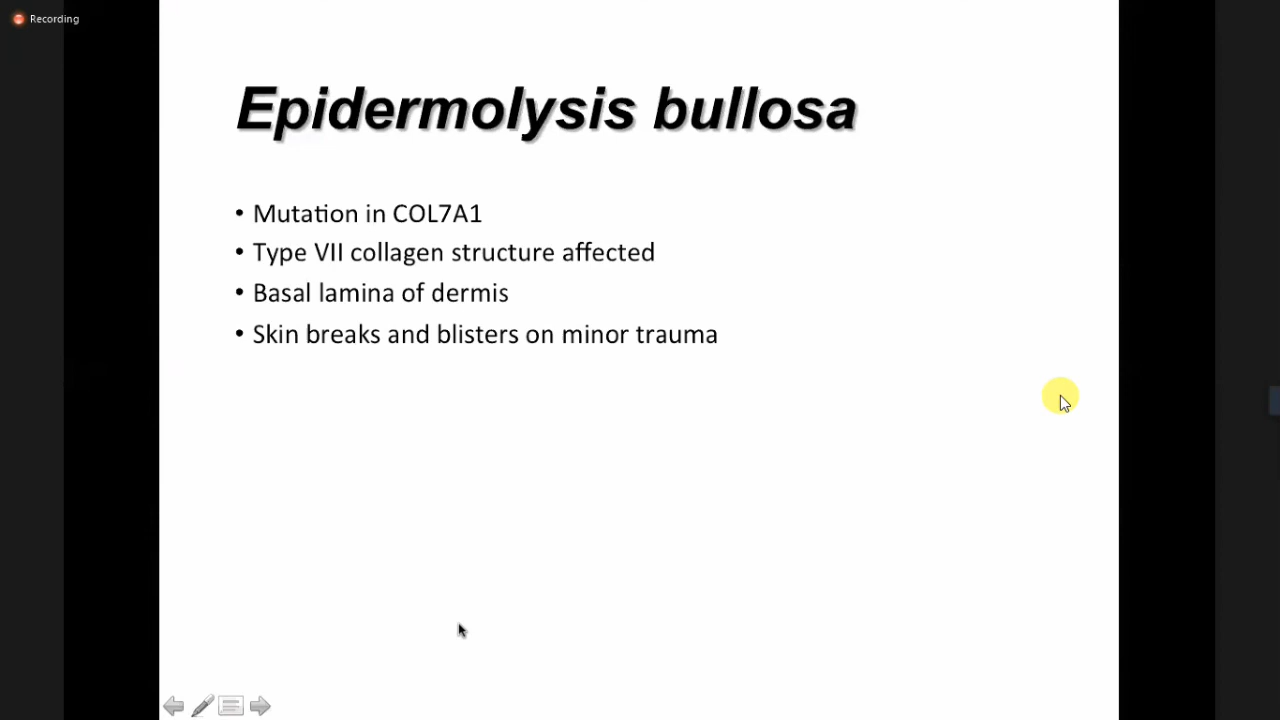 Recording
Epidermolysis bullosa
• Mutation in COL7A1
• Type VII collagen structure affected
• Basal lamina of dermis
• Skin breaks and blisters on minor trauma